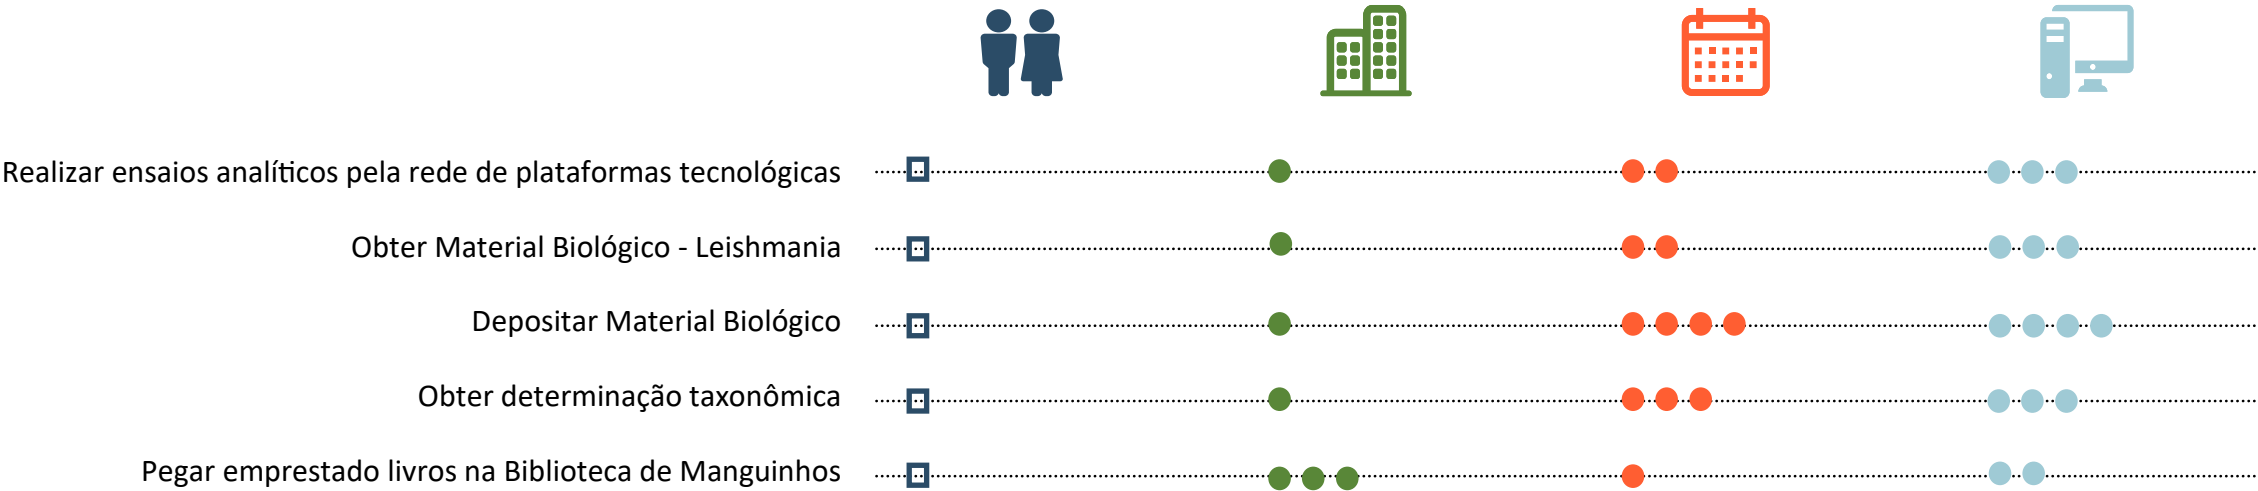 Realizar ensaios analíticos pela rede de plataformas tecnológicas
Obter Material Biológico - Leishmania
Depositar Material Biológico
Obter determinação taxonômica
Pegar emprestado livros na Biblioteca de Manguinhos